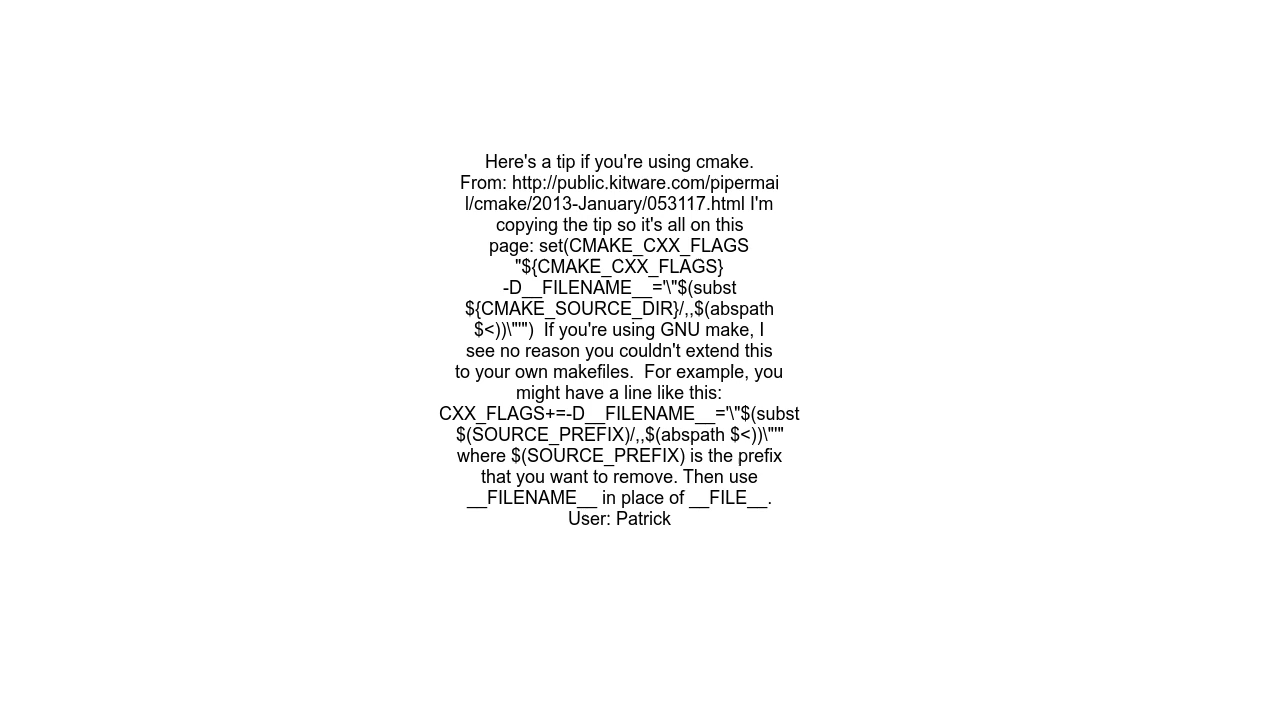 Here's a tip if you're using cmake.
From: http://public.kitware.com/pipermai
l/cmake/2013-January/053117.html I'm
copying the tip so it's all on this
page: set(CMAKE_CXX_FLAGS
"${CMAKE_CXX_FLAGS}
-D__FILENAME__='\"$(subst
${CMAKE_SOURCE_DIR}/,,$(abspath
$<))\"'")  If you're using GNU make, I
see no reason you couldn't extend this
to your own makefiles.  For example, you
might have a line like this:
CXX_FLAGS+=-D__FILENAME__='\"$(subst
$(SOURCE_PREFIX)/,,$(abspath $<))\"'"
where $(SOURCE_PREFIX) is the prefix
that you want to remove. Then use
__FILENAME__ in place of __FILE__.
User: Patrick